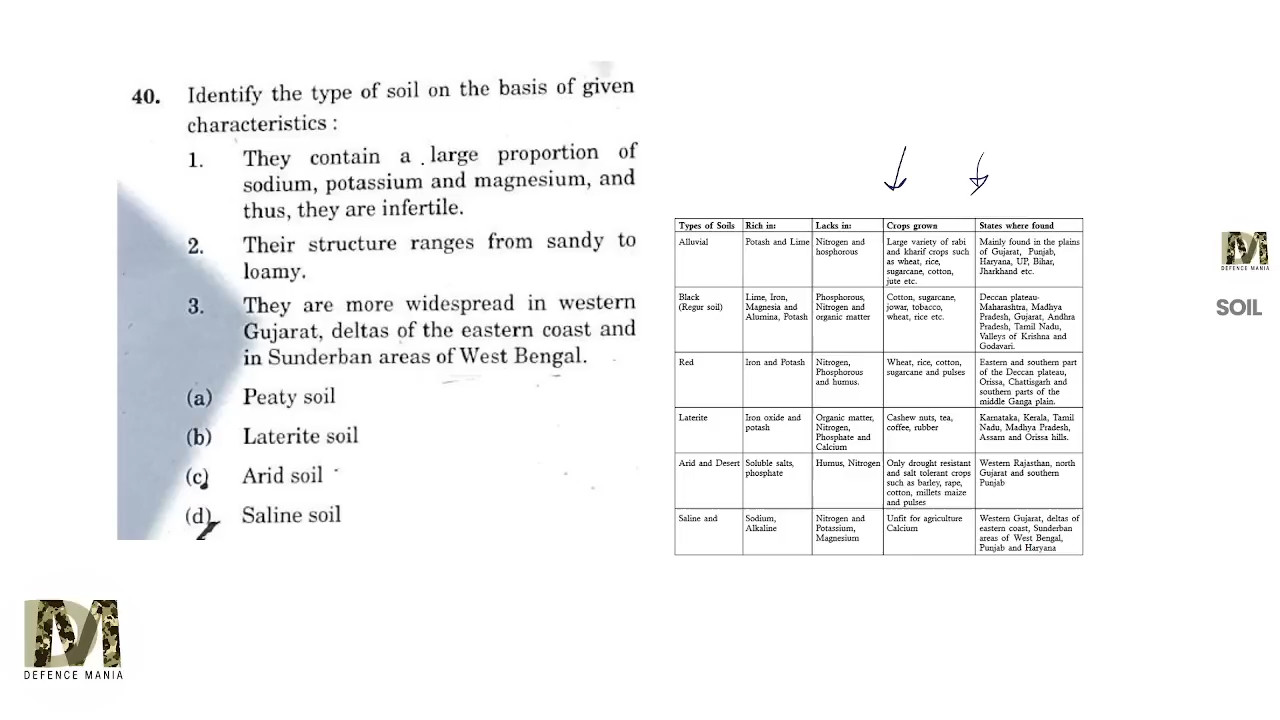 40. Identify the type of soil on the basis of given
characteristics :
1. They contain a large proportion of
sodium, potassium and magnesium, and
thus, they are infertile.
2. Their structure ranges from sandy to
loamy.
3. They are more widespread in western
Gujarat, deltas of the eastern coast and
in Sunderban areas of West Bengal.
(a) Peaty soil
(b) Laterite soil
(c) Arid soil
(d) Saline soil
Types of Soils Rich in: Lacks in: Crops grown States where found
Alluvial Potash and Lime Nitrogen and Large variety of rabi Mainly found in the plains
hosphorous and kharif crops such of Gujarat, Punjab,
as wheat, rice, Haryana, UP, Bihar,
sugarcane, cotton, Jharkhand etc.
jute etc.
Black Lime, Iron, Phosphorous, Cotton, sugarcane, Deccan plateau-
(Regur soil) Magnesia and Nitrogen and jowar, tobacco, Maharashtra, Madhya
Alumina, Potash organic matter wheat, rice etc. Pradesh, Gujarat, Andhra
Pradesh, Tamil Nadu,
Valleys of Krishna and
Godavari.
Red Iron and Potash Nitrogen, Wheat, rice, cotton, Eastern and southern part
Phosphorous sugarcane and pulses of the Deccan plateau,
and humus. Orissa, Chattisgarh and
southern parts of the
middle Ganga plain.
Laterite Iron oxide and Organic matter, Cashew nuts, tea, Karnataka, Kerala, Tamil
potash Nitrogen, coffee, rubber Nadu, Madhya Pradesh,
Phosphate and Assam and Orissa hills.
Calcium
Arid and Desert Soluble salts, Humus, Nitrogen Only drought resistant Western Rajasthan, north
phosphate and salt tolerant crops Gujarat and southern
such as barley, rape, Punjab
cotton, millets maize
and pulses
Saline and Sodium, Nitrogen and Unfit for agriculture Western Gujarat, deltas of
Alkaline Potassium, Calcium eastern coast, Sunderban
Magnesium areas of West Bengal,
Punjab and Haryana
DM
DEFENCE MANIA
SOIL
DM
DEFENCE MANIA